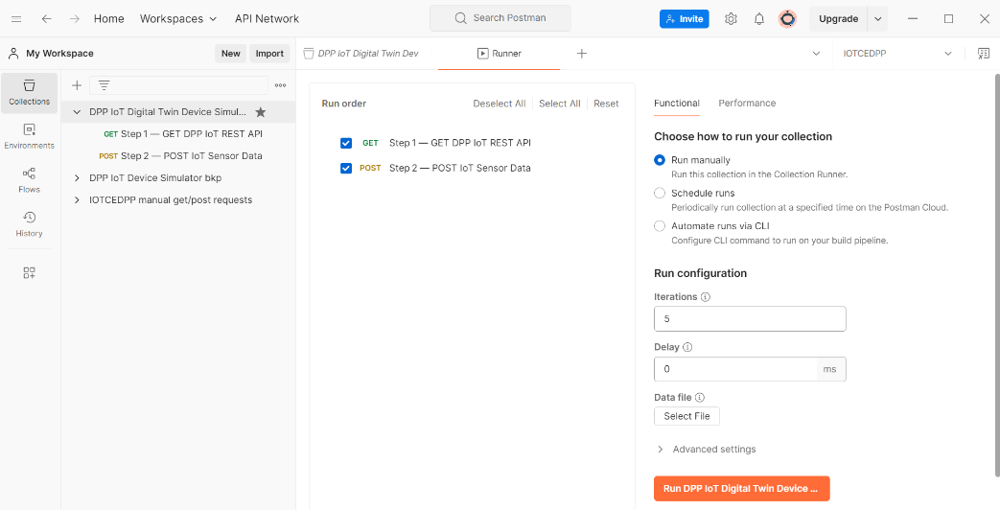 Home
Workspaces
API Network
Search Postman
Invite
Upgrade
My Workspace
New
Import
DPP IoT Digital Twin Dev
Runner
IOTCEDPP
Collections
Environments
Flows
History
DPP IoT Digital Twin Device Simul...
GET Step 1 — GET DPP IoT REST API
POST Step 2 — POST IoT Sensor Data
DPP IoT Device Simulator bkp
IOTCEDPP manual get/post requests
Run order
Deselect All
Select All
Reset
GET Step 1 — GET DPP IoT REST API
POST Step 2 — POST IoT Sensor Data
Functional
Performance
Choose how to run your collection
Run manually
Run this collection in the Collection Runner.
Schedule runs
Periodically run collection at a specified time on the Postman Cloud.
Automate runs via CLI
Configure CLI command to run on your build pipeline.
Run configuration
Iterations
5
Delay
0 ms
Data file
Select File
Advanced settings
Run DPP IoT Digital Twin Device ...